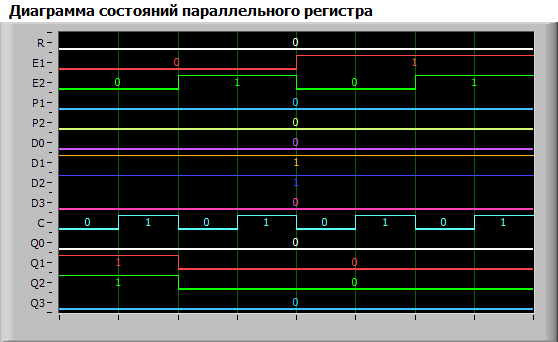 Диаграмма состояний параллельного регистра
R 0
E1 0 1
E2 0 1 0 1
P1 0
P2 0
D0 0
D1 1
D2 1
D3 0
C 0 1 0 1 0 1 0 1
Q0 0
Q1 1 0
Q2 1 0
Q3 0